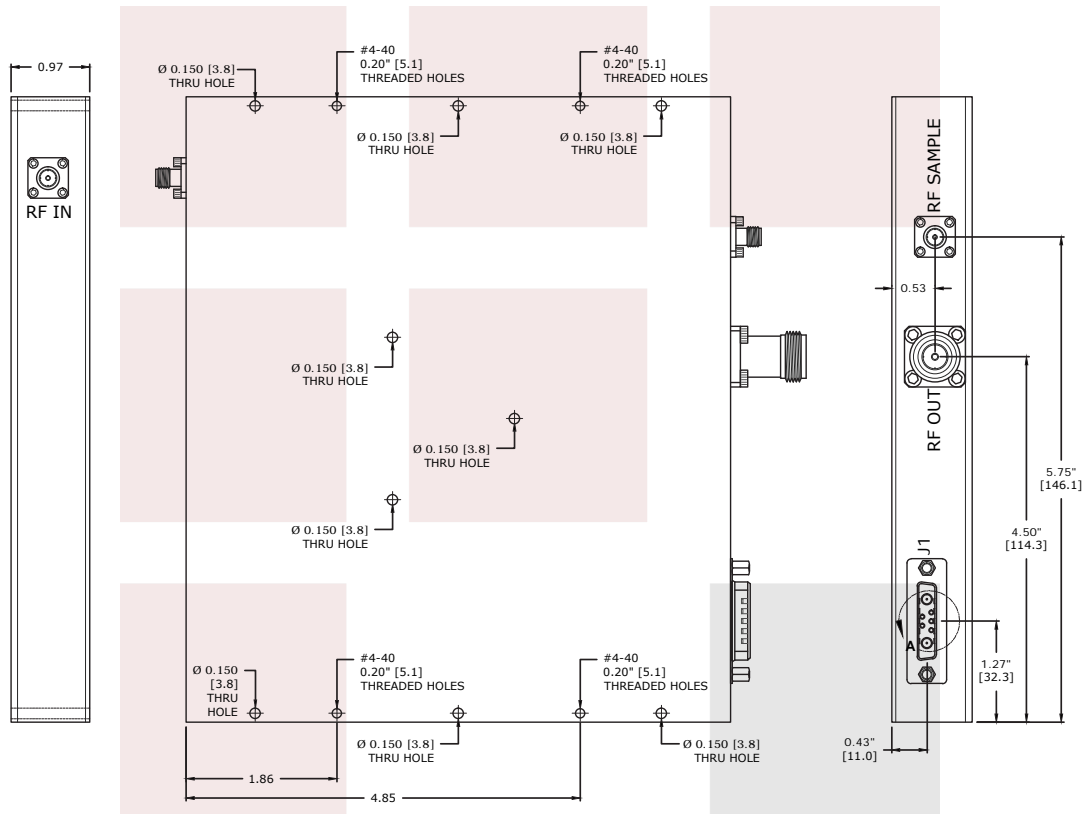 0.97
RF IN
Ø 0.150 [3.8]
THRU HOLE
#4-40
0.20" [5.1]
THREADED HOLES
Ø 0.150 [3.8]
THRU HOLE
#4-40
0.20" [5.1]
THREADED HOLES
Ø 0.150 [3.8]
THRU HOLE
Ø 0.150 [3.8]
THRU HOLE
Ø 0.150 [3.8]
THRU HOLE
Ø 0.150 [3.8]
THRU HOLE
Ø 0.150
[3.8]
THRU
HOLE
#4-40
0.20" [5.1]
THREADED HOLES
#4-40
0.20" [5.1]
THREADED HOLES
Ø 0.150 [3.8]
THRU HOLE
Ø 0.150 [3.8]
THRU HOLE
1.86
4.85
RF SAMPLE
0.53
RF OUT
5.75"
[146.1]
4.50"
[114.3]
J1
A
1.27"
[32.3]
0.43"
[11.0]